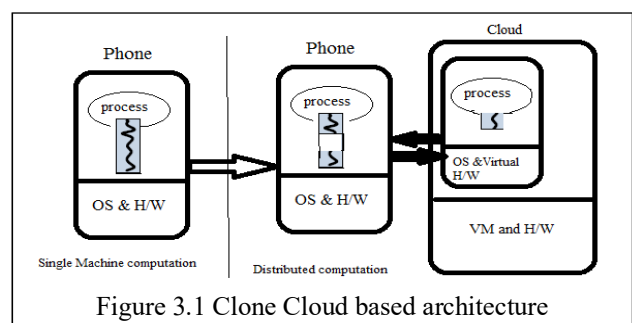 Phone
process
OS & H/W
Single Machine computation
Phone
process
OS & H/W
Distributed computation
Cloud
process
OS &Virtual
H/W
VM and H/W
Figure 3.1 Clone Cloud based architecture